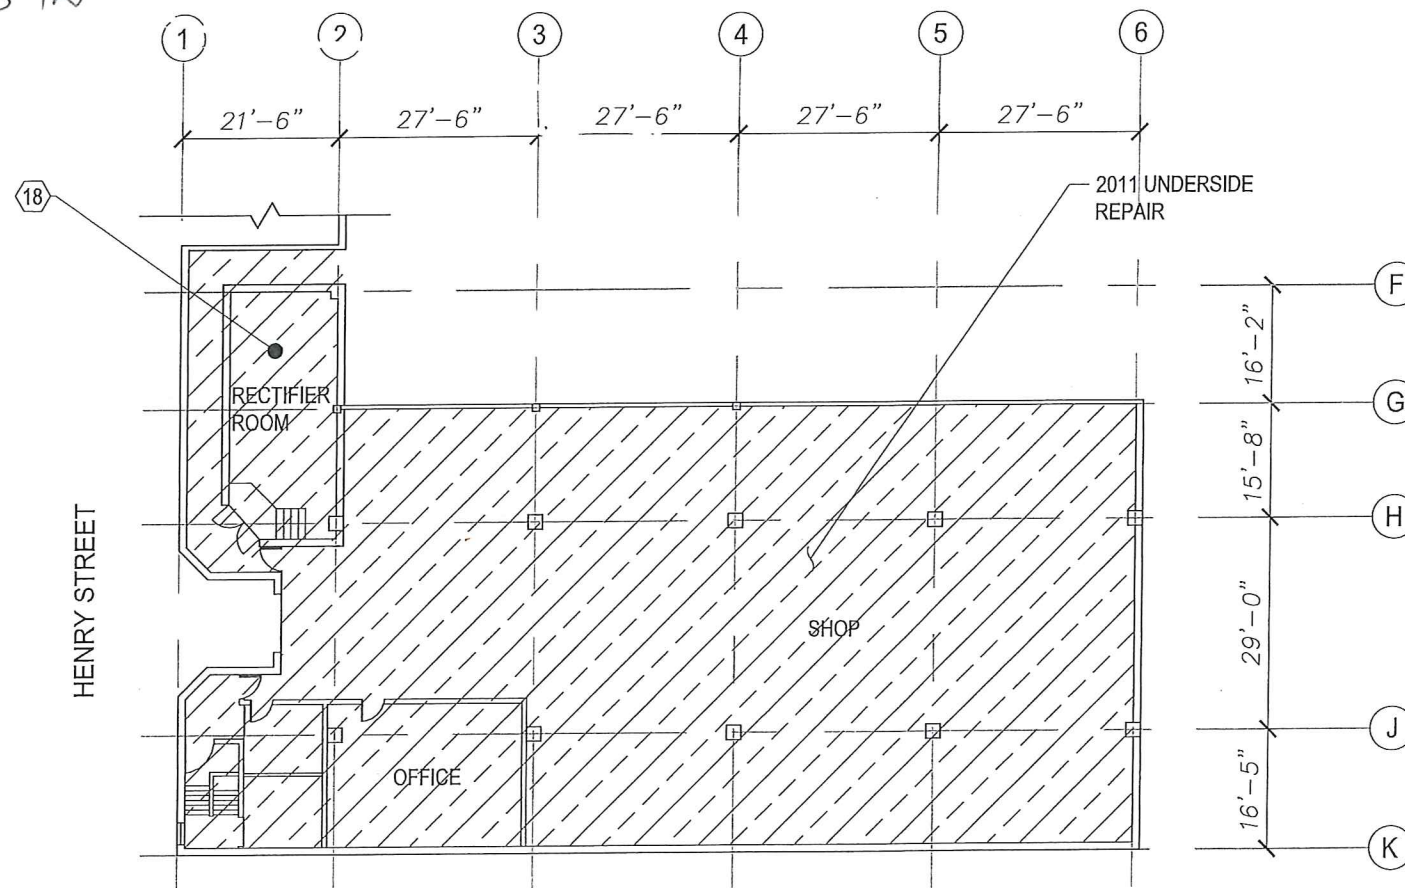 1 2 3 4 5 6
21'-6" 27'-6" 27'-6" 27'-6" 27'-6"
18
2011 UNDERSIDE
REPAIR
F
16'-2"
RECTIFIER
ROOM
G
15'-8"
H
HENRY STREET
SHOP
29'-0"
J
OFFICE
16'-5"
K